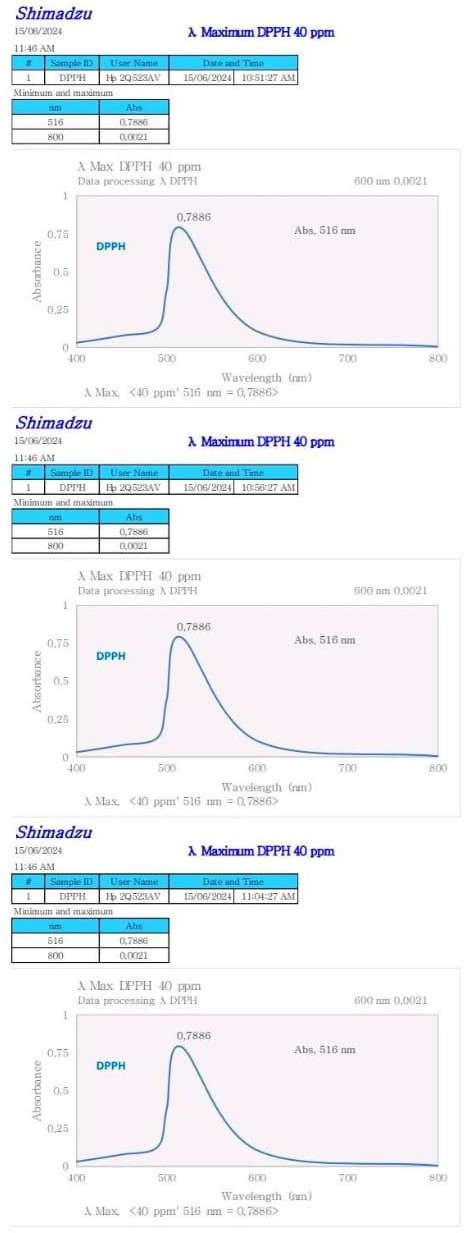 Shimadzu
15/06/2024
λ Maximum DPPH 40 ppm
11:46 AM
# Sample ID User Name Date and Time
1 DPPH Hp 2Q523AV 15/06/2024 10:51:27 AM
Minimum and maximum
nm Abs
516 0,7886
800 0,0021
λ Max DPPH 40 ppm
Data processing λ DPPH 600 nm 0,0021
1
0,7886
Abs, 516 nm
0,75
DPPH
0,5
Absorbance
0,25
0
400 500 600 700 800
Wavelength (nm)
λ Max, <40 ppm' 516 nm = 0,7886>
Shimadzu
15/06/2024
λ Maximum DPPH 40 ppm
11:46 AM
# Sample ID User Name Date and Time
1 DPPH Hp 2Q523AV 15/06/2024 10:56:27 AM
Minimum and maximum
nm Abs
516 0,7886
800 0,0021
λ Max DPPH 40 ppm
Data processing λ DPPH 600 nm 0,0021
1
0,7886
Abs, 516 nm
0,75
DPPH
0,5
Absorbance
0,25
0
400 500 600 700 800
Wavelength (nm)
λ Max, <40 ppm' 516 nm = 0,7886>
Shimadzu
15/06/2024
λ Maximum DPPH 40 ppm
11:46 AM
# Sample ID User Name Date and Time
1 DPPH Hp 2Q523AV 15/06/2024 11:04:27 AM
Minimum and maximum
nm Abs
516 0,7886
800 0,0021
λ Max DPPH 40 ppm
Data processing λ DPPH 600 nm 0,0021
1
0,7886
Abs, 516 nm
0,75
DPPH
0,5
Absorbance
0,25
0
400 500 600 700 800
Wavelength (nm)
λ Max, <40 ppm' 516 nm = 0,7886>